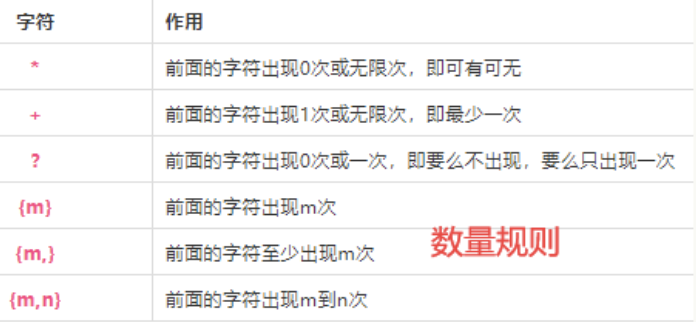 字符 作用
* 前面的字符出现0次或无限次，即可有可无
+ 前面的字符出现1次或无限次，即最少一次
? 前面的字符出现0次或一次，即要么不出现，要么只出现一次
{m} 前面的字符出现m次
{m,} 前面的字符至少出现m次
数量规则
{m,n} 前面的字符出现m到n次